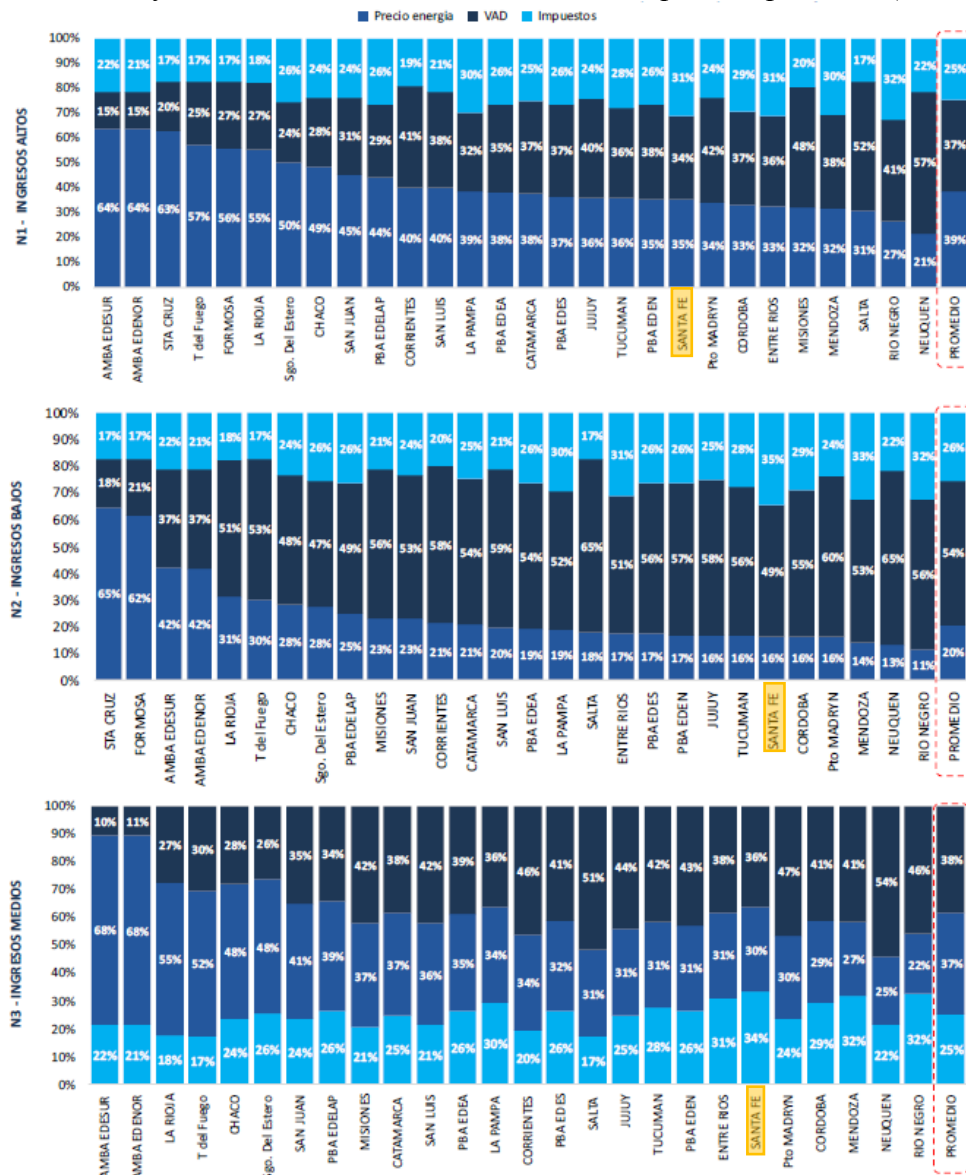 Precio energía VAD Impuestos
N1 - INGRESOS ALTOS
100%
90%
80%
70%
60%
50%
40%
30%
20%
10%
0%
22% 21% 17% 17% 17% 18% 26% 24% 24% 26% 19% 21% 30% 26% 25% 26% 24% 28% 26% 31% 24% 29% 31% 20% 30% 17% 32% 22% 25%
15% 15% 20% 25% 27% 27% 24% 28% 31% 29% 41% 38% 32% 35% 37% 37% 40% 36% 38% 34% 42% 37% 36% 48% 38% 52% 41% 57% 37%
64% 64% 63% 57% 56% 55% 50% 49% 45% 44% 40% 40% 39% 38% 38% 37% 36% 36% 35% 35% 34% 33% 33% 32% 32% 31% 27% 21% 39%
AMBA EDESUR
AMBA EDENOR
STA CRUZ
T del Fuego
FORMOSA
LA RIOJA
Sgo. Del Estero
CHACO
SAN JUAN
PBA EDELAP
CORRIENTES
SAN LUIS
LA PAMPA
PBA EDEA
CATAMARCA
PBA EDES
JUJUY
TUCUMAN
PBA EDEN
SANTA FE
Pto MADRYN
CORDOBA
ENTRE RIOS
MISIONES
MENDOZA
SALTA
RIO NEGRO
NEUQUEN
PROMEDIO
N2 - INGRESOS BAJOS
100%
90%
80%
70%
60%
50%
40%
30%
20%
10%
0%
17% 17% 22% 21% 18% 17% 24% 26% 26% 21% 24% 20% 25% 21% 26% 30% 17% 31% 26% 26% 25% 28% 35% 29% 24% 33% 22% 32% 26%
18% 21% 37% 37% 51% 53% 48% 47% 49% 56% 53% 58% 54% 59% 54% 52% 65% 51% 56% 57% 58% 56% 49% 55% 60% 53% 65% 56% 54%
65% 62% 42% 42% 31% 30% 28% 28% 25% 23% 23% 21% 21% 20% 19% 19% 18% 17% 17% 17% 16% 16% 16% 16% 16% 14% 13% 11% 20%
STA CRUZ
FORMOSA
AMBA EDESUR
AMBA EDENOR
LA RIOJA
T del Fuego
CHACO
Sgo. Del Estero
PBA EDELAP
MISIONES
SAN JUAN
CORRIENTES
CATAMARCA
SAN LUIS
PBA EDEA
LA PAMPA
SALTA
ENTRE RIOS
PBA EDES
PBA EDEN
JUJUY
TUCUMAN
SANTA FE
CORDOBA
Pto MADRYN
MENDOZA
NEUQUEN
RIO NEGRO
PROMEDIO
N3 - INGRESOS MEDIOS
100%
90%
80%
70%
60%
50%
40%
30%
20%
10%
0%
10% 11% 27% 30% 28% 26% 35% 34% 42% 38% 42% 39% 36% 46% 41% 51% 44% 42% 43% 38% 36% 47% 41% 41% 54% 46% 38%
68% 68% 55% 52% 48% 48% 41% 39% 37% 37% 36% 35% 34% 34% 32% 31% 31% 31% 31% 31% 30% 30% 29% 27% 25% 22% 37%
22% 21% 18% 17% 24% 26% 24% 26% 21% 25% 21% 26% 30% 20% 26% 17% 25% 28% 26% 31% 34% 24% 29% 32% 22% 32% 25%
AMBA EDESUR
AMBA EDENOR
LA RIOJA
T del Fuego
CHACO
Sgo. Del Estero
SAN JUAN
PBA EDELAP
MISIONES
CATAMARCA
SAN LUIS
PBA EDEA
LA PAMPA
CORRIENTES
PBA EDES
SALTA
JUJUY
TUCUMAN
PBA EDEN
ENTRE RIOS
SANTA FE
Pto MADRYN
CORDOBA
MENDOZA
NEUQUEN
RIO NEGRO
PROMEDIO